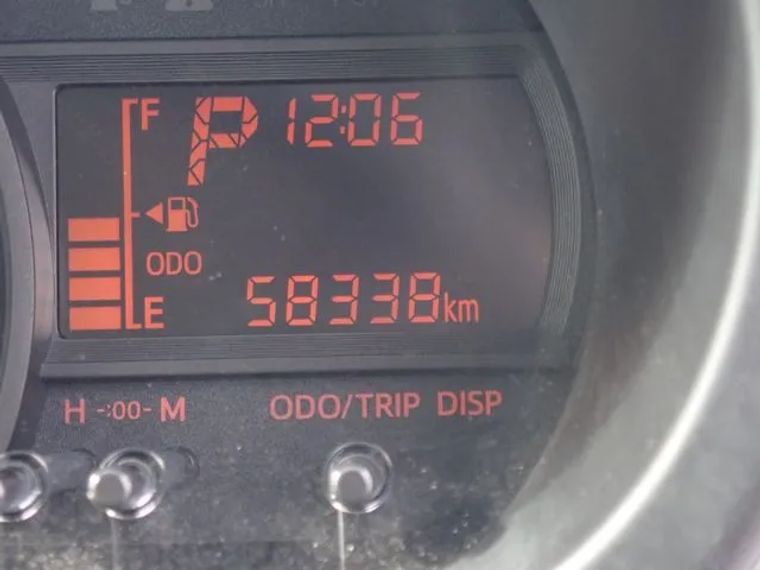 F P 12:06
ODO
E 58338km
H -:00- M ODO/TRIP DISP